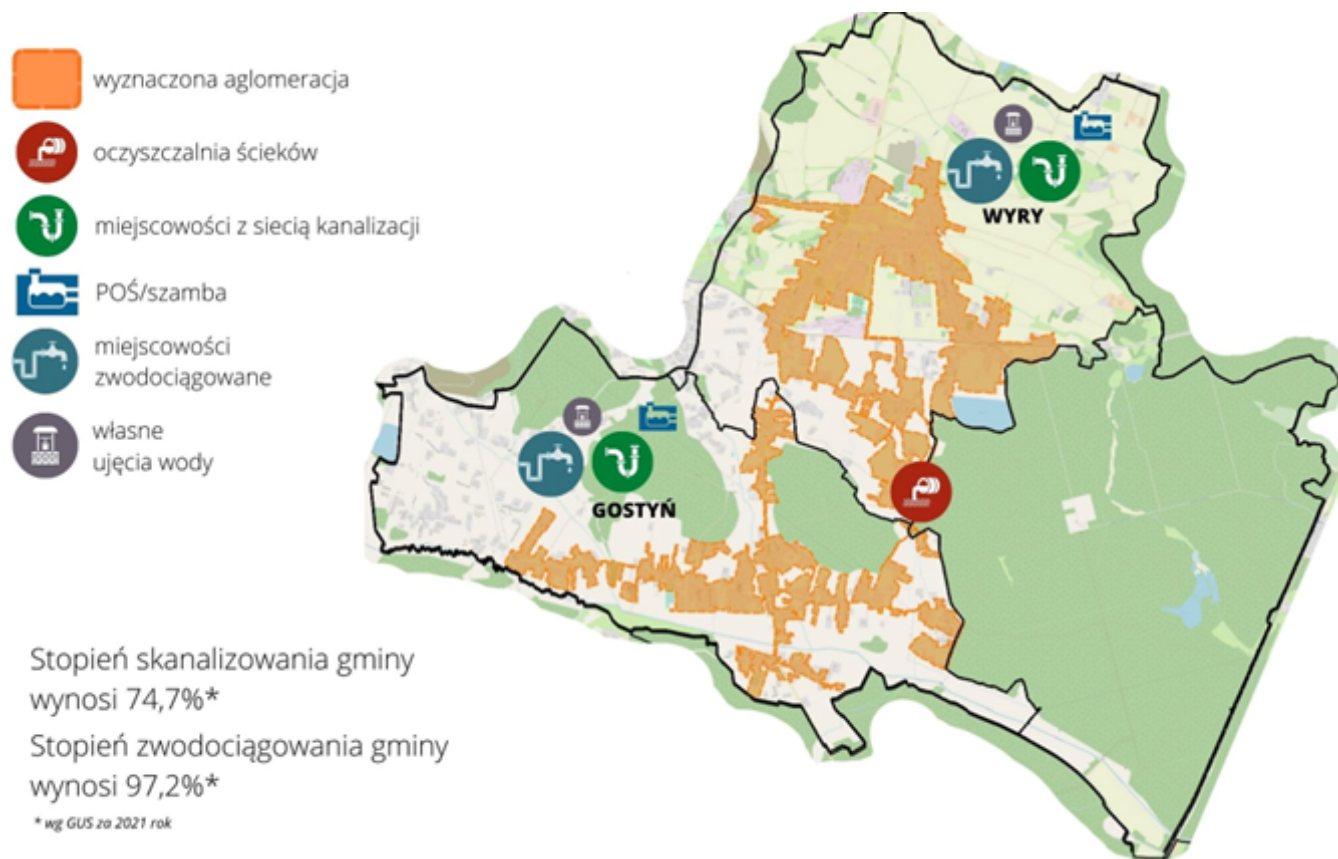 wyznaczona aglomeracja
oczyszczalnia ścieków
miejscowości z siecią kanalizacji
POŚ/szamba
miejscowości
zwodociągowane
własne
ujęcia wody
WYRY
GOSTYŃ
Stopień skanalizowania gminy
wynosi 74,7%*
Stopień zwodociągowania gminy
wynosi 97,2%*
* wg GUS za 2021 rok